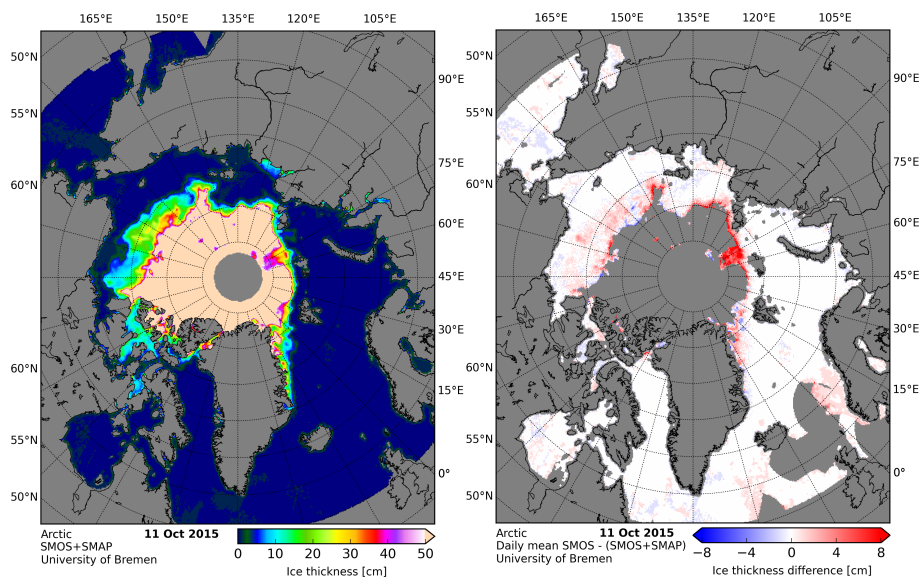 165°E 150°E 135°E 120°E 105°E
50°N
55°N
60°N
60°N
55°N
50°N
90°E
75°E
60°E
45°E
30°E
15°E
0°
Arctic 11 Oct 2015
SMOS+SMAP
University of Bremen
0 10 20 30 40 50
Ice thickness [cm]
165°E 150°E 135°E 120°E 105°E
50°N
55°N
60°N
60°N
55°N
50°N
90°E
75°E
60°E
45°E
30°E
15°E
0°
Arctic 11 Oct 2015
Daily mean SMOS - (SMOS+SMAP)
University of Bremen
−8 −4 0 4 8
Ice thickness difference [cm]